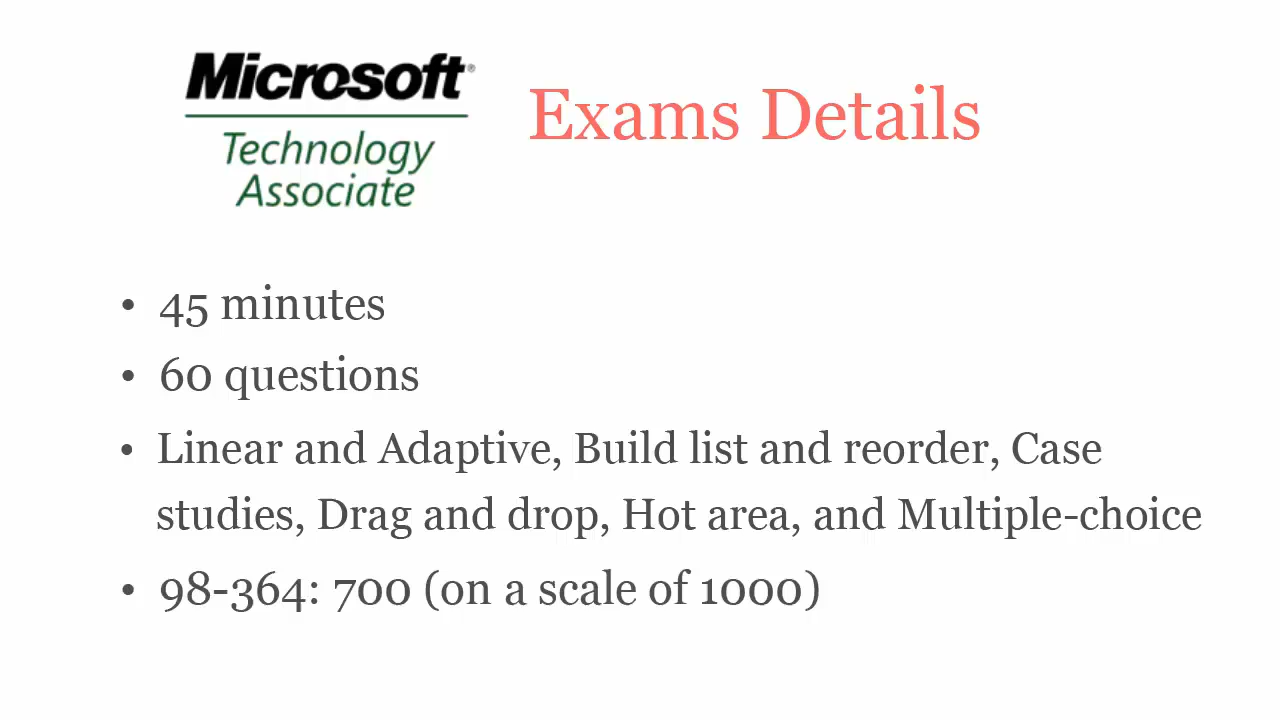 Microsoft®
Technology
Associate
Exams Details
• 45 minutes
• 60 questions
• Linear and Adaptive, Build list and reorder, Case
studies, Drag and drop, Hot area, and Multiple-choice
• 98-364: 700 (on a scale of 1000)